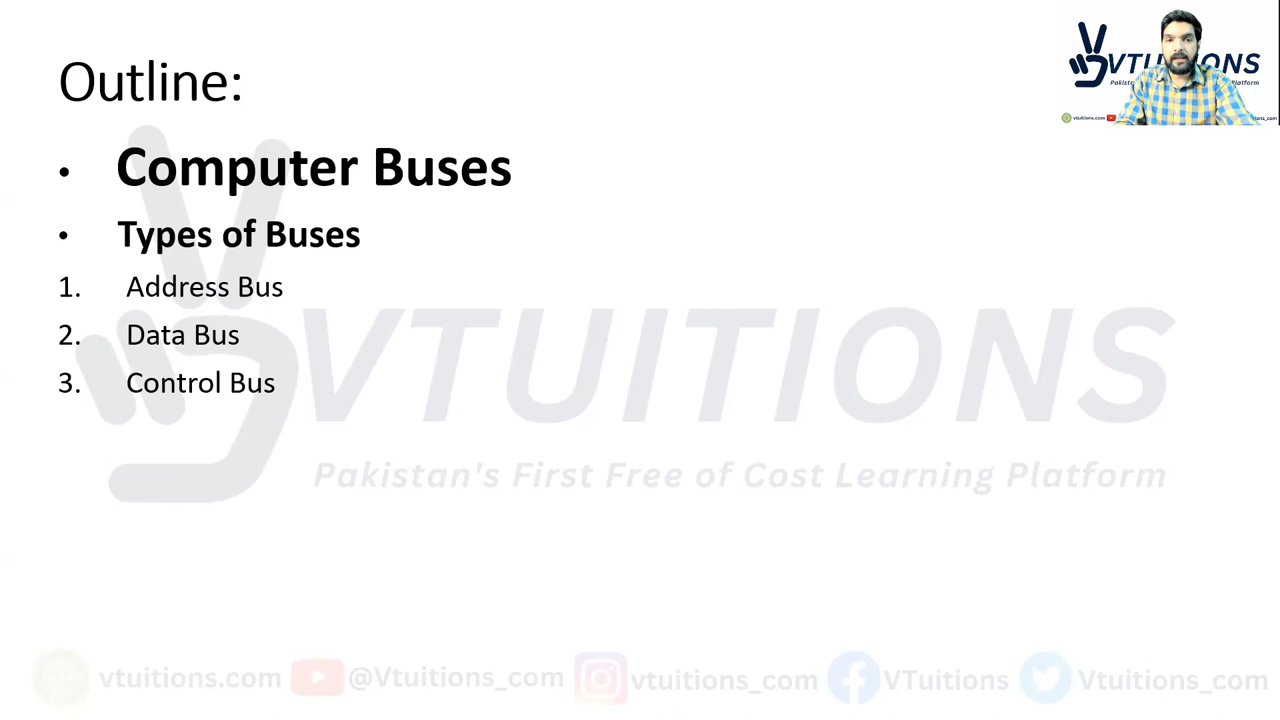 Outline:
VTUITIONS
• Computer Buses
• Types of Buses
1. Address Bus
2. Data Bus
3. Control Bus
VTUITIONS
Pakistan's First Free of Cost Learning Platform
vtuitions.com @Vtuitions_com vtuitions_com VTuitions Vtuitions_com